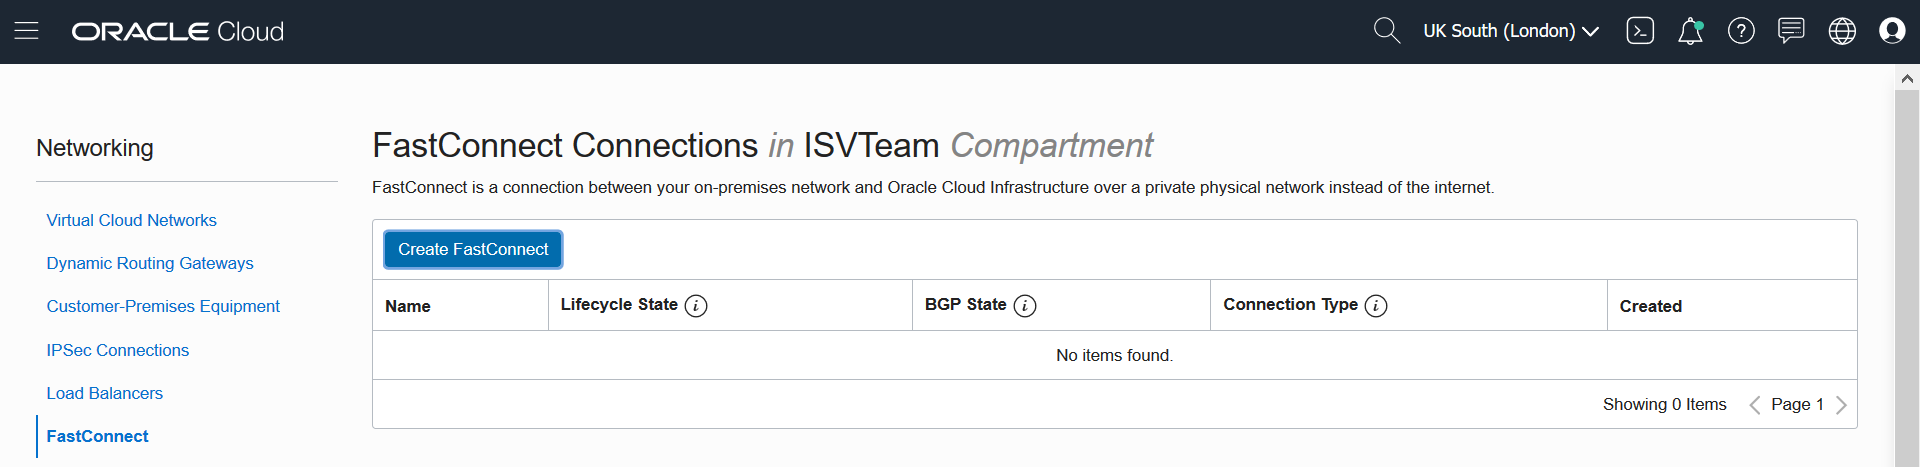 ORACLE Cloud
UK South (London)
Networking
Virtual Cloud Networks
Dynamic Routing Gateways
Customer-Premises Equipment
IPSec Connections
Load Balancers
FastConnect
FastConnect Connections in ISVTeam Compartment
FastConnect is a connection between your on-premises network and Oracle Cloud Infrastructure over a private physical network instead of the internet.
Create FastConnect
Name Lifecycle State i BGP State i Connection Type i Created
No items found.
Showing 0 Items < Page 1 >